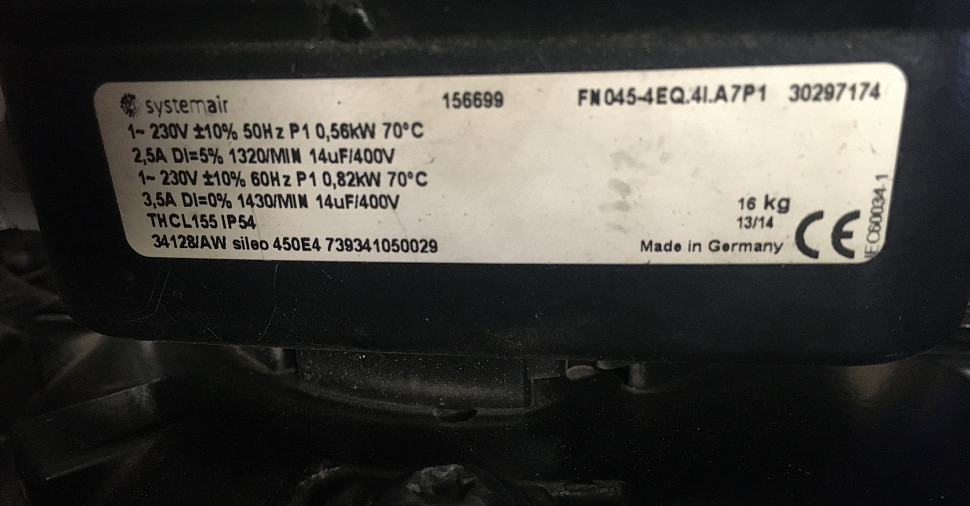 systemair 156699 FN045-4EQ.4I.A7P1 30297174
1~ 230V ±10% 50Hz P1 0,56kW 70°C
2,5A DI=5% 1320/MIN 14uF/400V
1~ 230V ±10% 60Hz P1 0,82kW 70°C
3,5A DI=0% 1430/MIN 14uF/400V
THCL155 IP54
34128/AW sileo 450E4 739341050029
16 kg
13/14
Made in Germany
CE
IEC60034-1